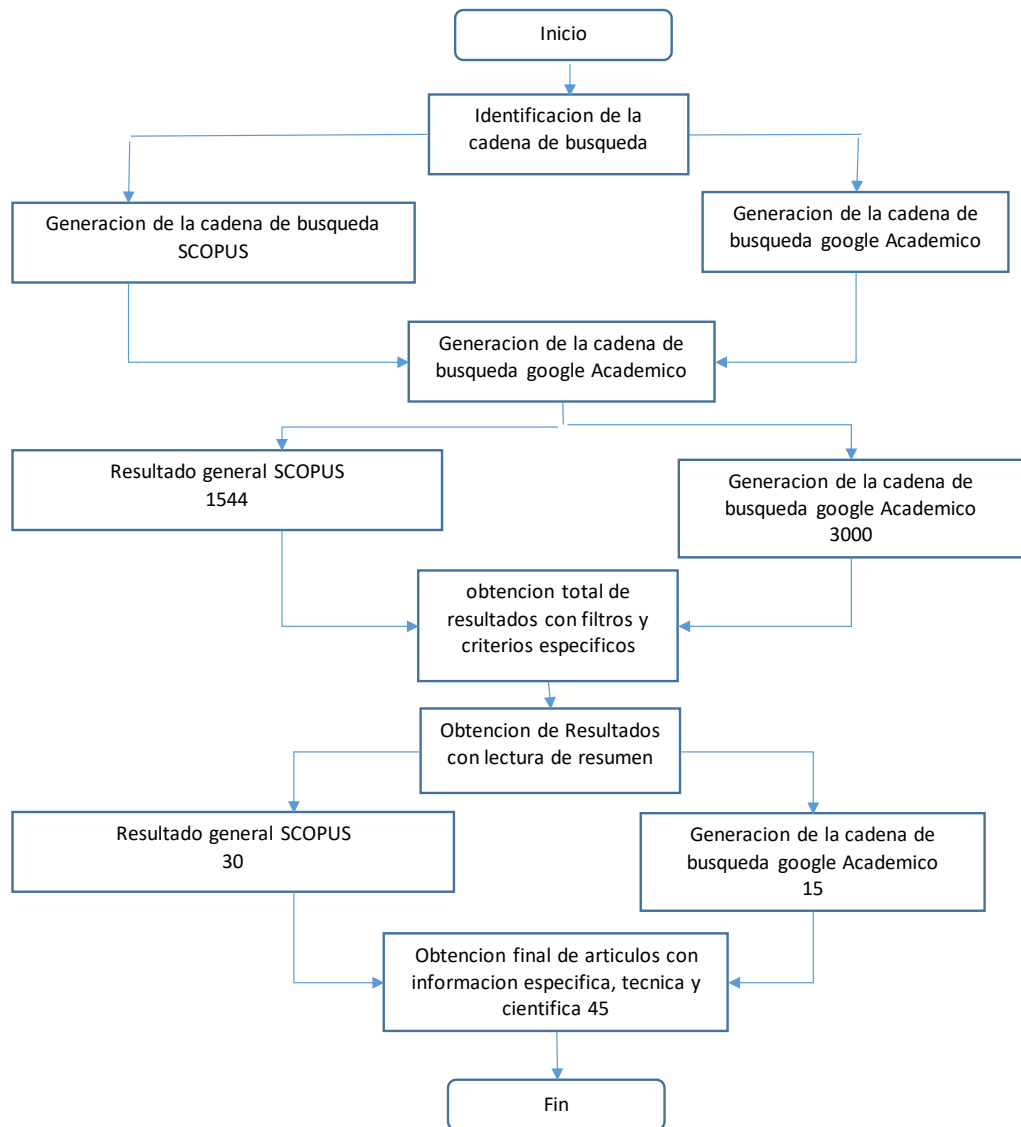 Inicio
Identificacion de la
cadena de busqueda
Generacion de la cadena de busqueda
SCOPUS
Generacion de la cadena de
busqueda google Academico
Generacion de la cadena de
busqueda google Academico
Resultado general SCOPUS
1544
Generacion de la cadena de
busqueda google Academico
3000
obtencion total de
resultados con filtros y
criterios especificos
Obtencion de Resultados
con lectura de resumen
Resultado general SCOPUS
30
Generacion de la cadena de
busqueda google Academico
15
Obtencion final de articulos con
informacion especifica, tecnica y
cientifica 45
Fin